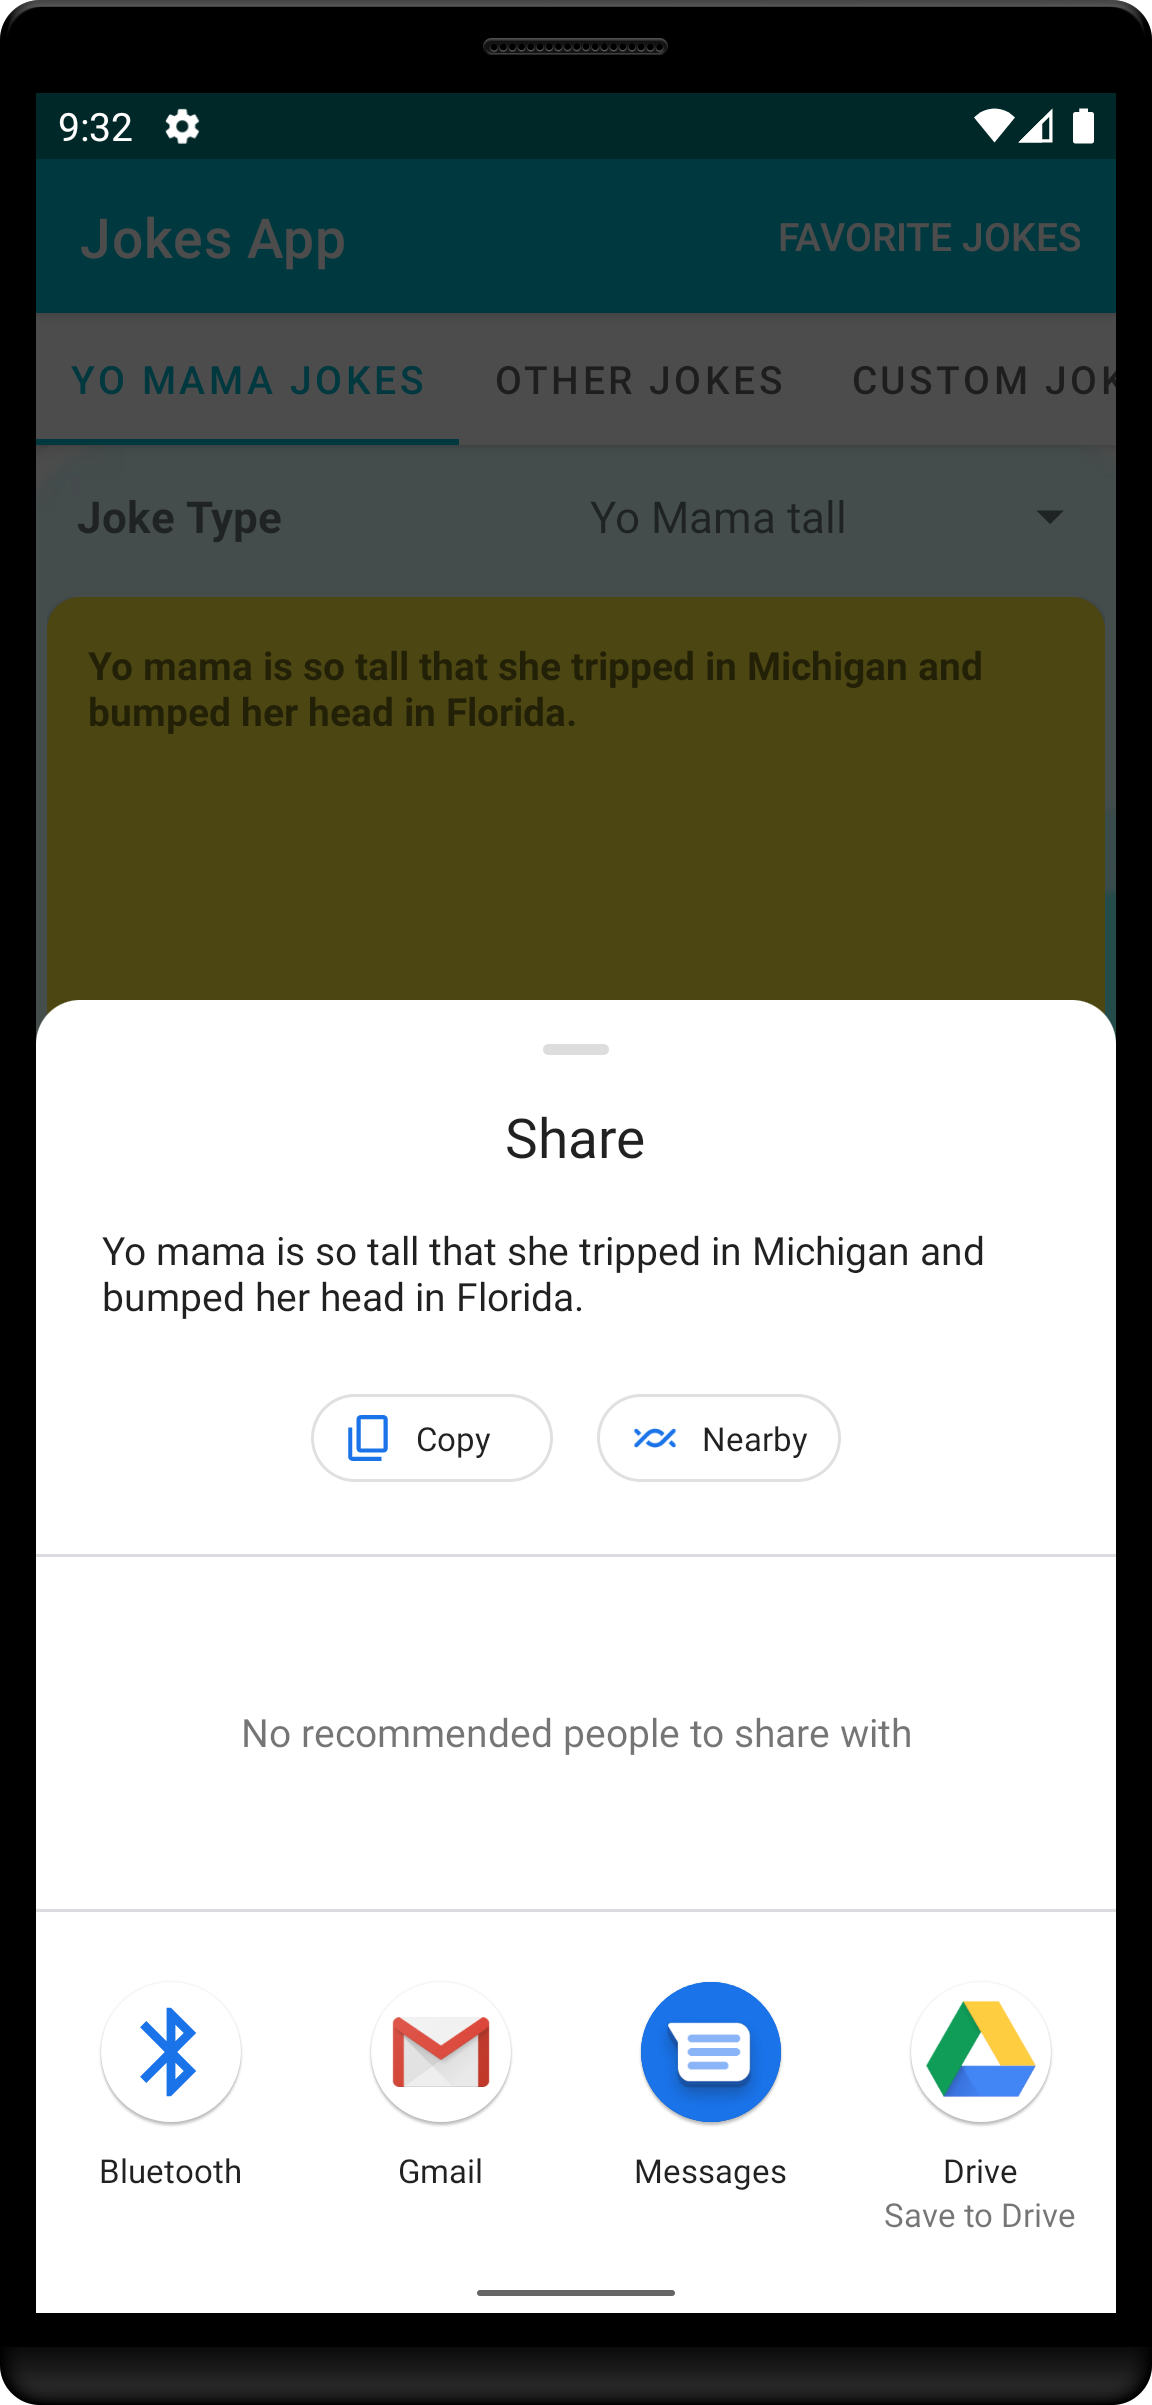 9:32
Jokes App
FAVORITE JOKES
YO MAMA JOKES
OTHER JOKES
CUSTOM JOK
Joke Type
Yo Mama tall
Yo mama is so tall that she tripped in Michigan and
bumped her head in Florida.
Share
Yo mama is so tall that she tripped in Michigan and
bumped her head in Florida.
Copy
Nearby
No recommended people to share with
Bluetooth
Gmail
Messages
Drive
Save to Drive